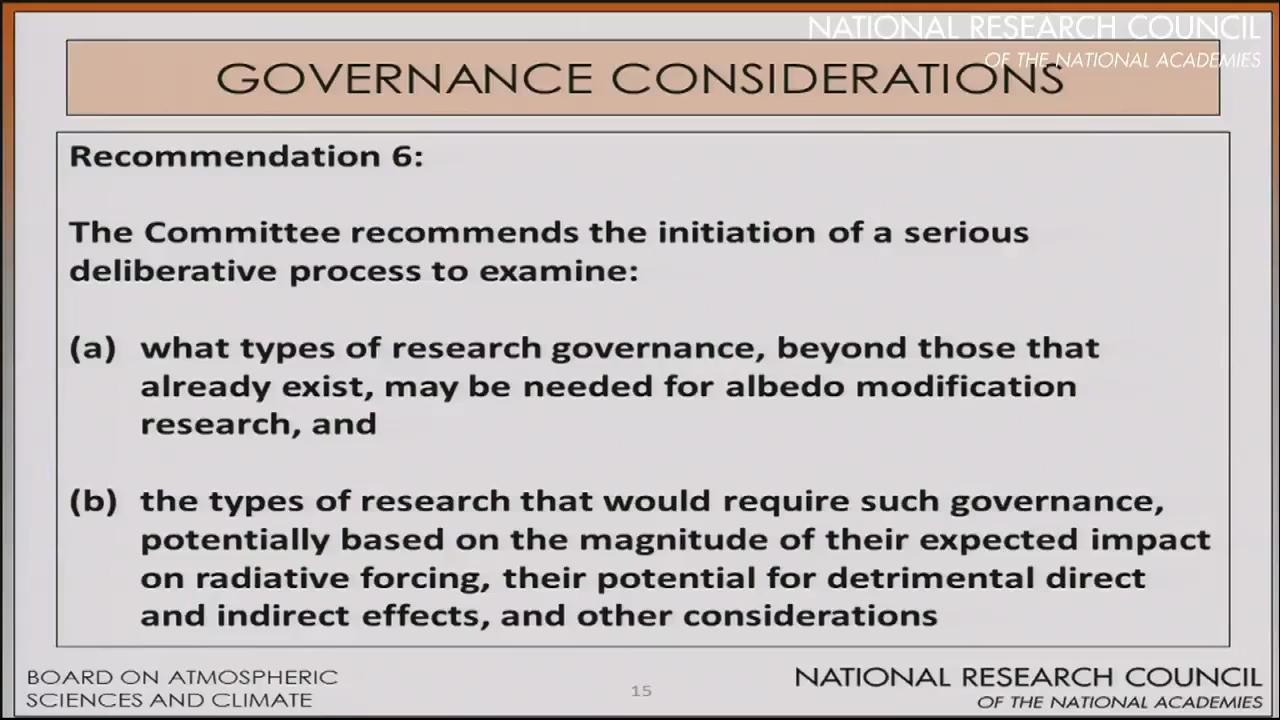 NATIONAL RESEARCH COUNCIL
OF THE NATIONAL ACADEMIES
GOVERNANCE CONSIDERATIONS
Recommendation 6:
The Committee recommends the initiation of a serious
deliberative process to examine:
(a) what types of research governance, beyond those that
already exist, may be needed for albedo modification
research, and
(b) the types of research that would require such governance,
potentially based on the magnitude of their expected impact
on radiative forcing, their potential for detrimental direct
and indirect effects, and other considerations
BOARD ON ATMOSPHERIC
SCIENCES AND CLIMATE
15
NATIONAL RESEARCH COUNCIL
OF THE NATIONAL ACADEMIES